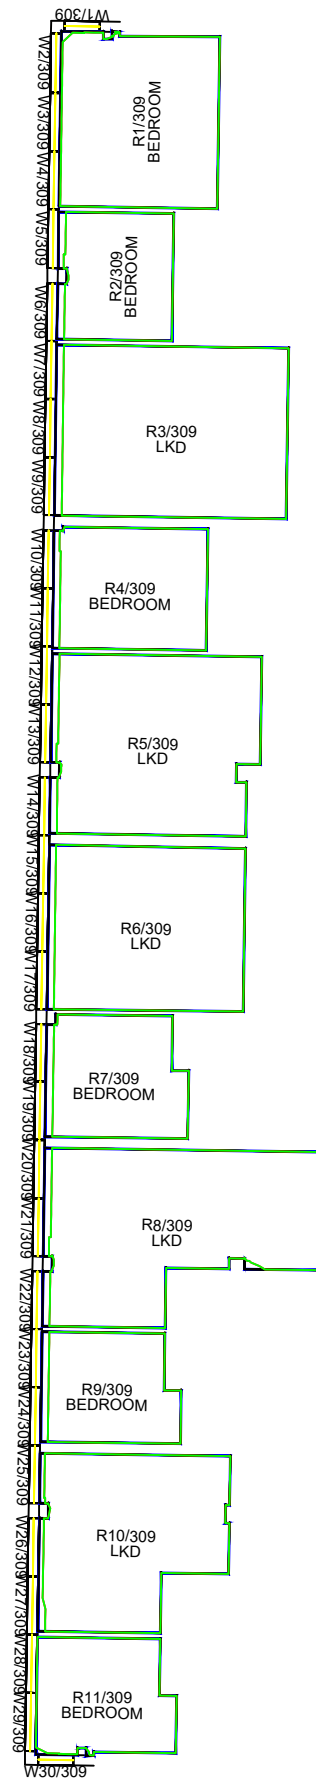 W1/309
W2/309
W3/309
W4/309
W5/309
W6/309
W7/309
W8/309
W9/309
W10/309
W11/309
W12/309
W13/309
W14/309
W15/309
W16/309
W17/309
W18/309
W19/309
W20/309
W21/309
W22/309
W23/309
W24/309
W25/309
W26/309
W27/309
W28/309
W29/309
W30/309
R1/309
BEDROOM
R2/309
BEDROOM
R3/309
LKD
R4/309
BEDROOM
R5/309
LKD
R6/309
LKD
R7/309
BEDROOM
R8/309
LKD
R9/309
BEDROOM
R10/309
LKD
R11/309
BEDROOM